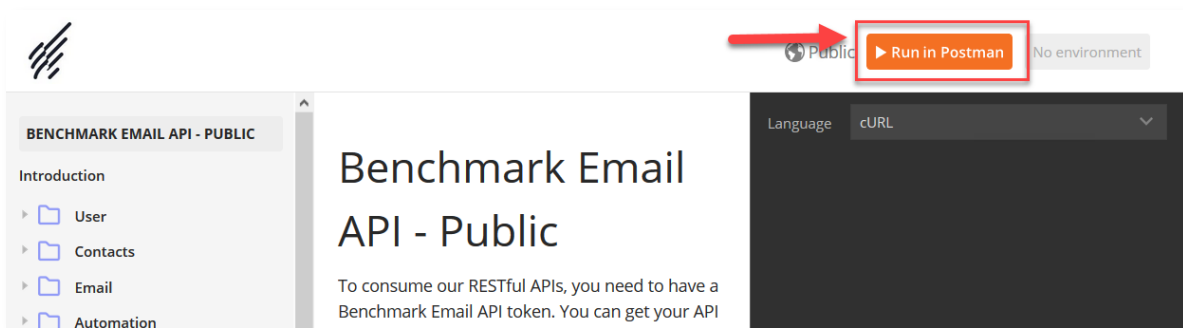 Public
Run in Postman
No environment
BENCHMARK EMAIL API - PUBLIC
Introduction
User
Contacts
Email
Automation
Benchmark Email
API - Public
To consume our RESTful APIs, you need to have a
Benchmark Email API token. You can get your API
Language
cURL